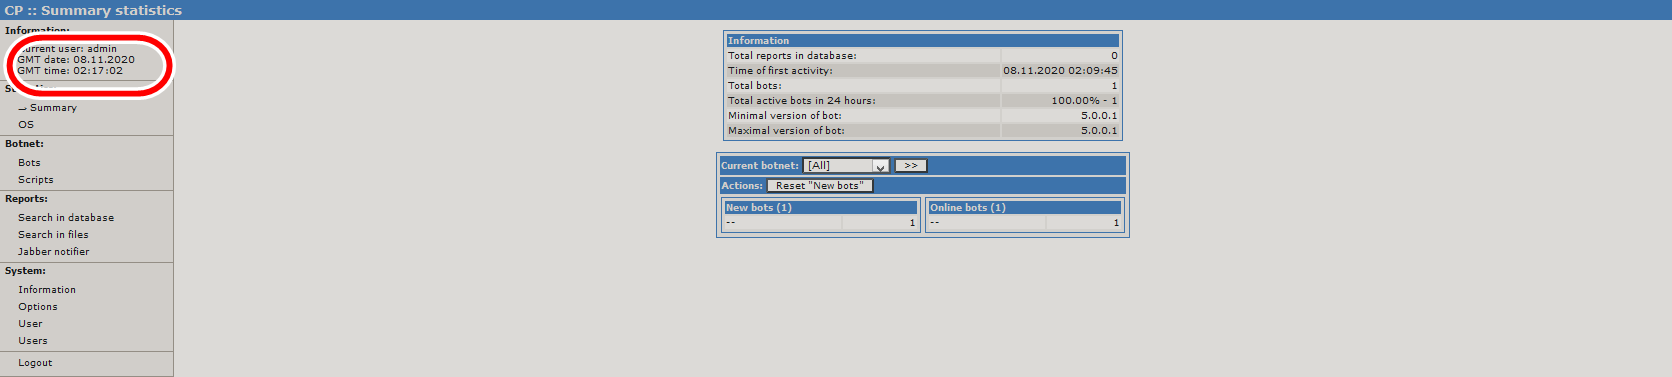 CP :: Summary statistics
Information:
Current user: admin
GMT date: 08.11.2020
GMT time: 02:17:02
Summary
OS
Botnet:
Bots
Scripts
Reports:
Search in database
Search in files
Jabber notifier
System:
Information
Options
User
Users
Logout
Information
Total reports in database: 0
Time of first activity: 08.11.2020 02:09:45
Total bots: 1
Total active bots in 24 hours: 100.00% - 1
Minimal version of bot: 5.0.0.1
Maximal version of bot: 5.0.0.1
Current botnet: [All] >>
Actions: Reset "New bots"
New bots (1)
-- 1
Online bots (1)
-- 1